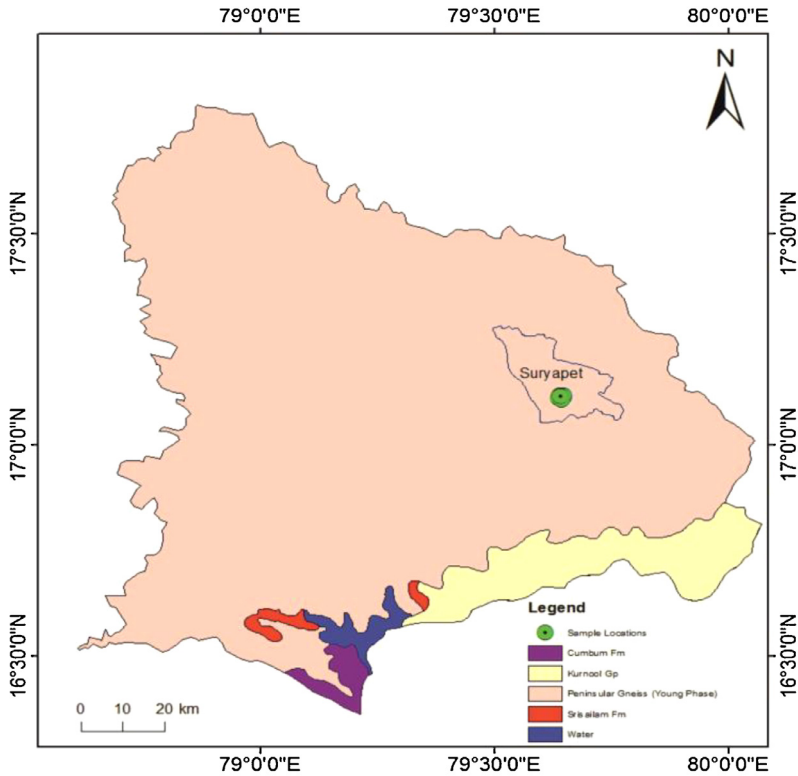 79°0'0"E 79°30'0"E 80°0'0"E
N
17°30'0"N 17°30'0"N
Suryapet
17°0'0"N 17°0'0"N
Legend
Sample Locations
Cumbum Fm
Kurnool Gp
Peninsular Gneiss (Young Phase)
Srisailam Fm
Water
16°30'0"N 16°30'0"N
0 10 20 km
79°0'0"E 79°30'0"E 80°0'0"E